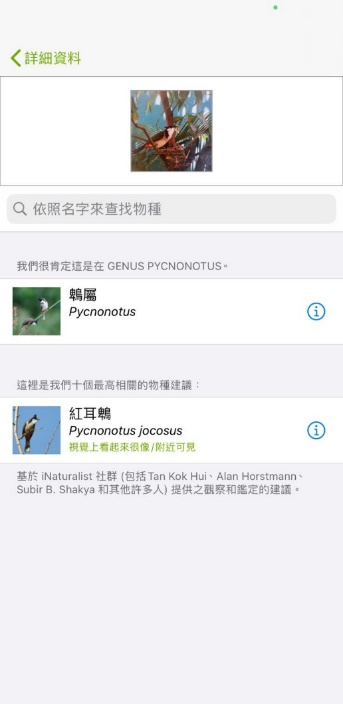 詳細資料
依照名字來查找物種
我們很肯定這是在 GENUS PYCNONOTUS。
鵯屬
Pycnonotus
這裡是我們十個最高相關的物種建議：
紅耳鵯
Pycnonotus jocosus
視覺上看起來很像/附近可見
基於 iNaturalist 社群 (包括Tan Kok Hui、Alan Horstmann、
Subir B. Shakya 和其他許多人) 提供之觀察和鑑定的建議。